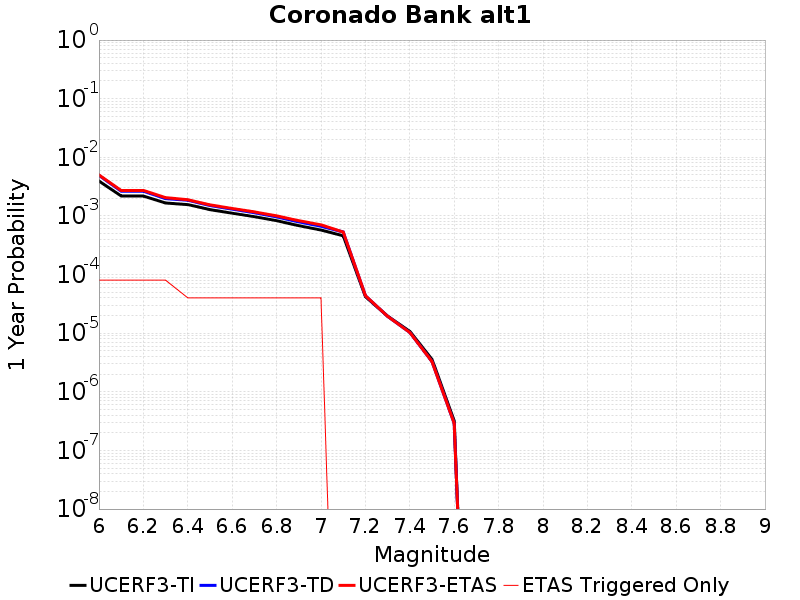 Coronado Bank alt1
10^0
10^-1
10^-2
10^-3
10^-4
10^-5
10^-6
10^-7
10^-8
1 Year Probability
6 6.2 6.4 6.6 6.8 7 7.2 7.4 7.6 7.8 8 8.2 8.4 8.6 8.8 9
Magnitude
UCERF3-TI UCERF3-TD UCERF3-ETAS ETAS Triggered Only